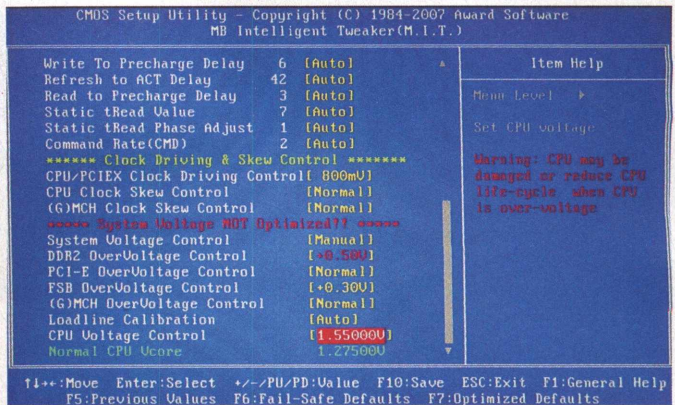 CMOS Setup Utility - Copyright (C) 1984-2007 Award Software
MB Intelligent Tweaker(M.I.T.)
Write To Precharge Delay 6 [Auto]
Refresh to ACT Delay 42 [Auto]
Read to Precharge Delay 3 [Auto]
Static tRead Value 7 [Auto]
Static tRead Phase Adjust 1 [Auto]
Command Rate(CMD) 2 [Auto]
****** Clock Driving & Skew Control *******
CPU/PCIEX Clock Driving Control[ 800mV]
CPU Clock Skew Control [Normal]
(G)MCH Clock Skew Control [Normal]
***** System Voltage NOT Optimized?? *****
System Voltage Control [Manual]
DDR2 OverVoltage Control [+0.50V]
PCI-E OverVoltage Control [Normal]
FSB OverVoltage Control [+0.30V]
(G)MCH OverVoltage Control [Normal]
Loadline Calibration [Auto]
CPU Voltage Control [1.55000V]
Normal CPU Vcore 1.27500V
Item Help
Menu Level ▶
Set CPU voltage
Warning: CPU may be
damaged or reduce CPU
life-cycle when CPU
is over-voltage
↑↓→←:Move Enter:Select +/-/PU/PD:Value F10:Save ESC:Exit F1:General Help
F5:Previous Values F6:Fail-Safe Defaults F7:Optimized Defaults